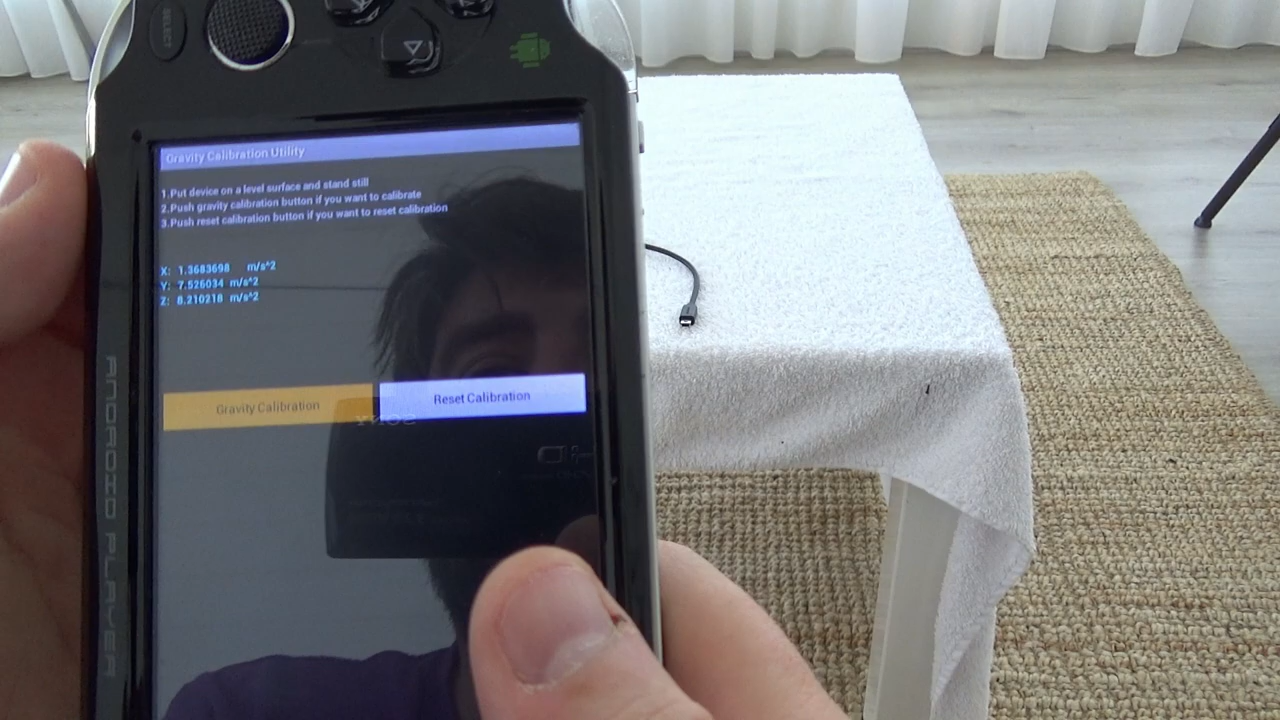 SELECT
Gravity Calibration Utility
1.Put device on a level surface and stand still
2.Push gravity calibration button if you want to calibrate
3.Push reset calibration button if you want to reset calibration
X: 1.3683698 m/s^2
Y: 7.526034 m/s^2
Z: 8.210218 m/s^2
Gravity Calibration
Reset Calibration
SONY
ANDROID PLAYER